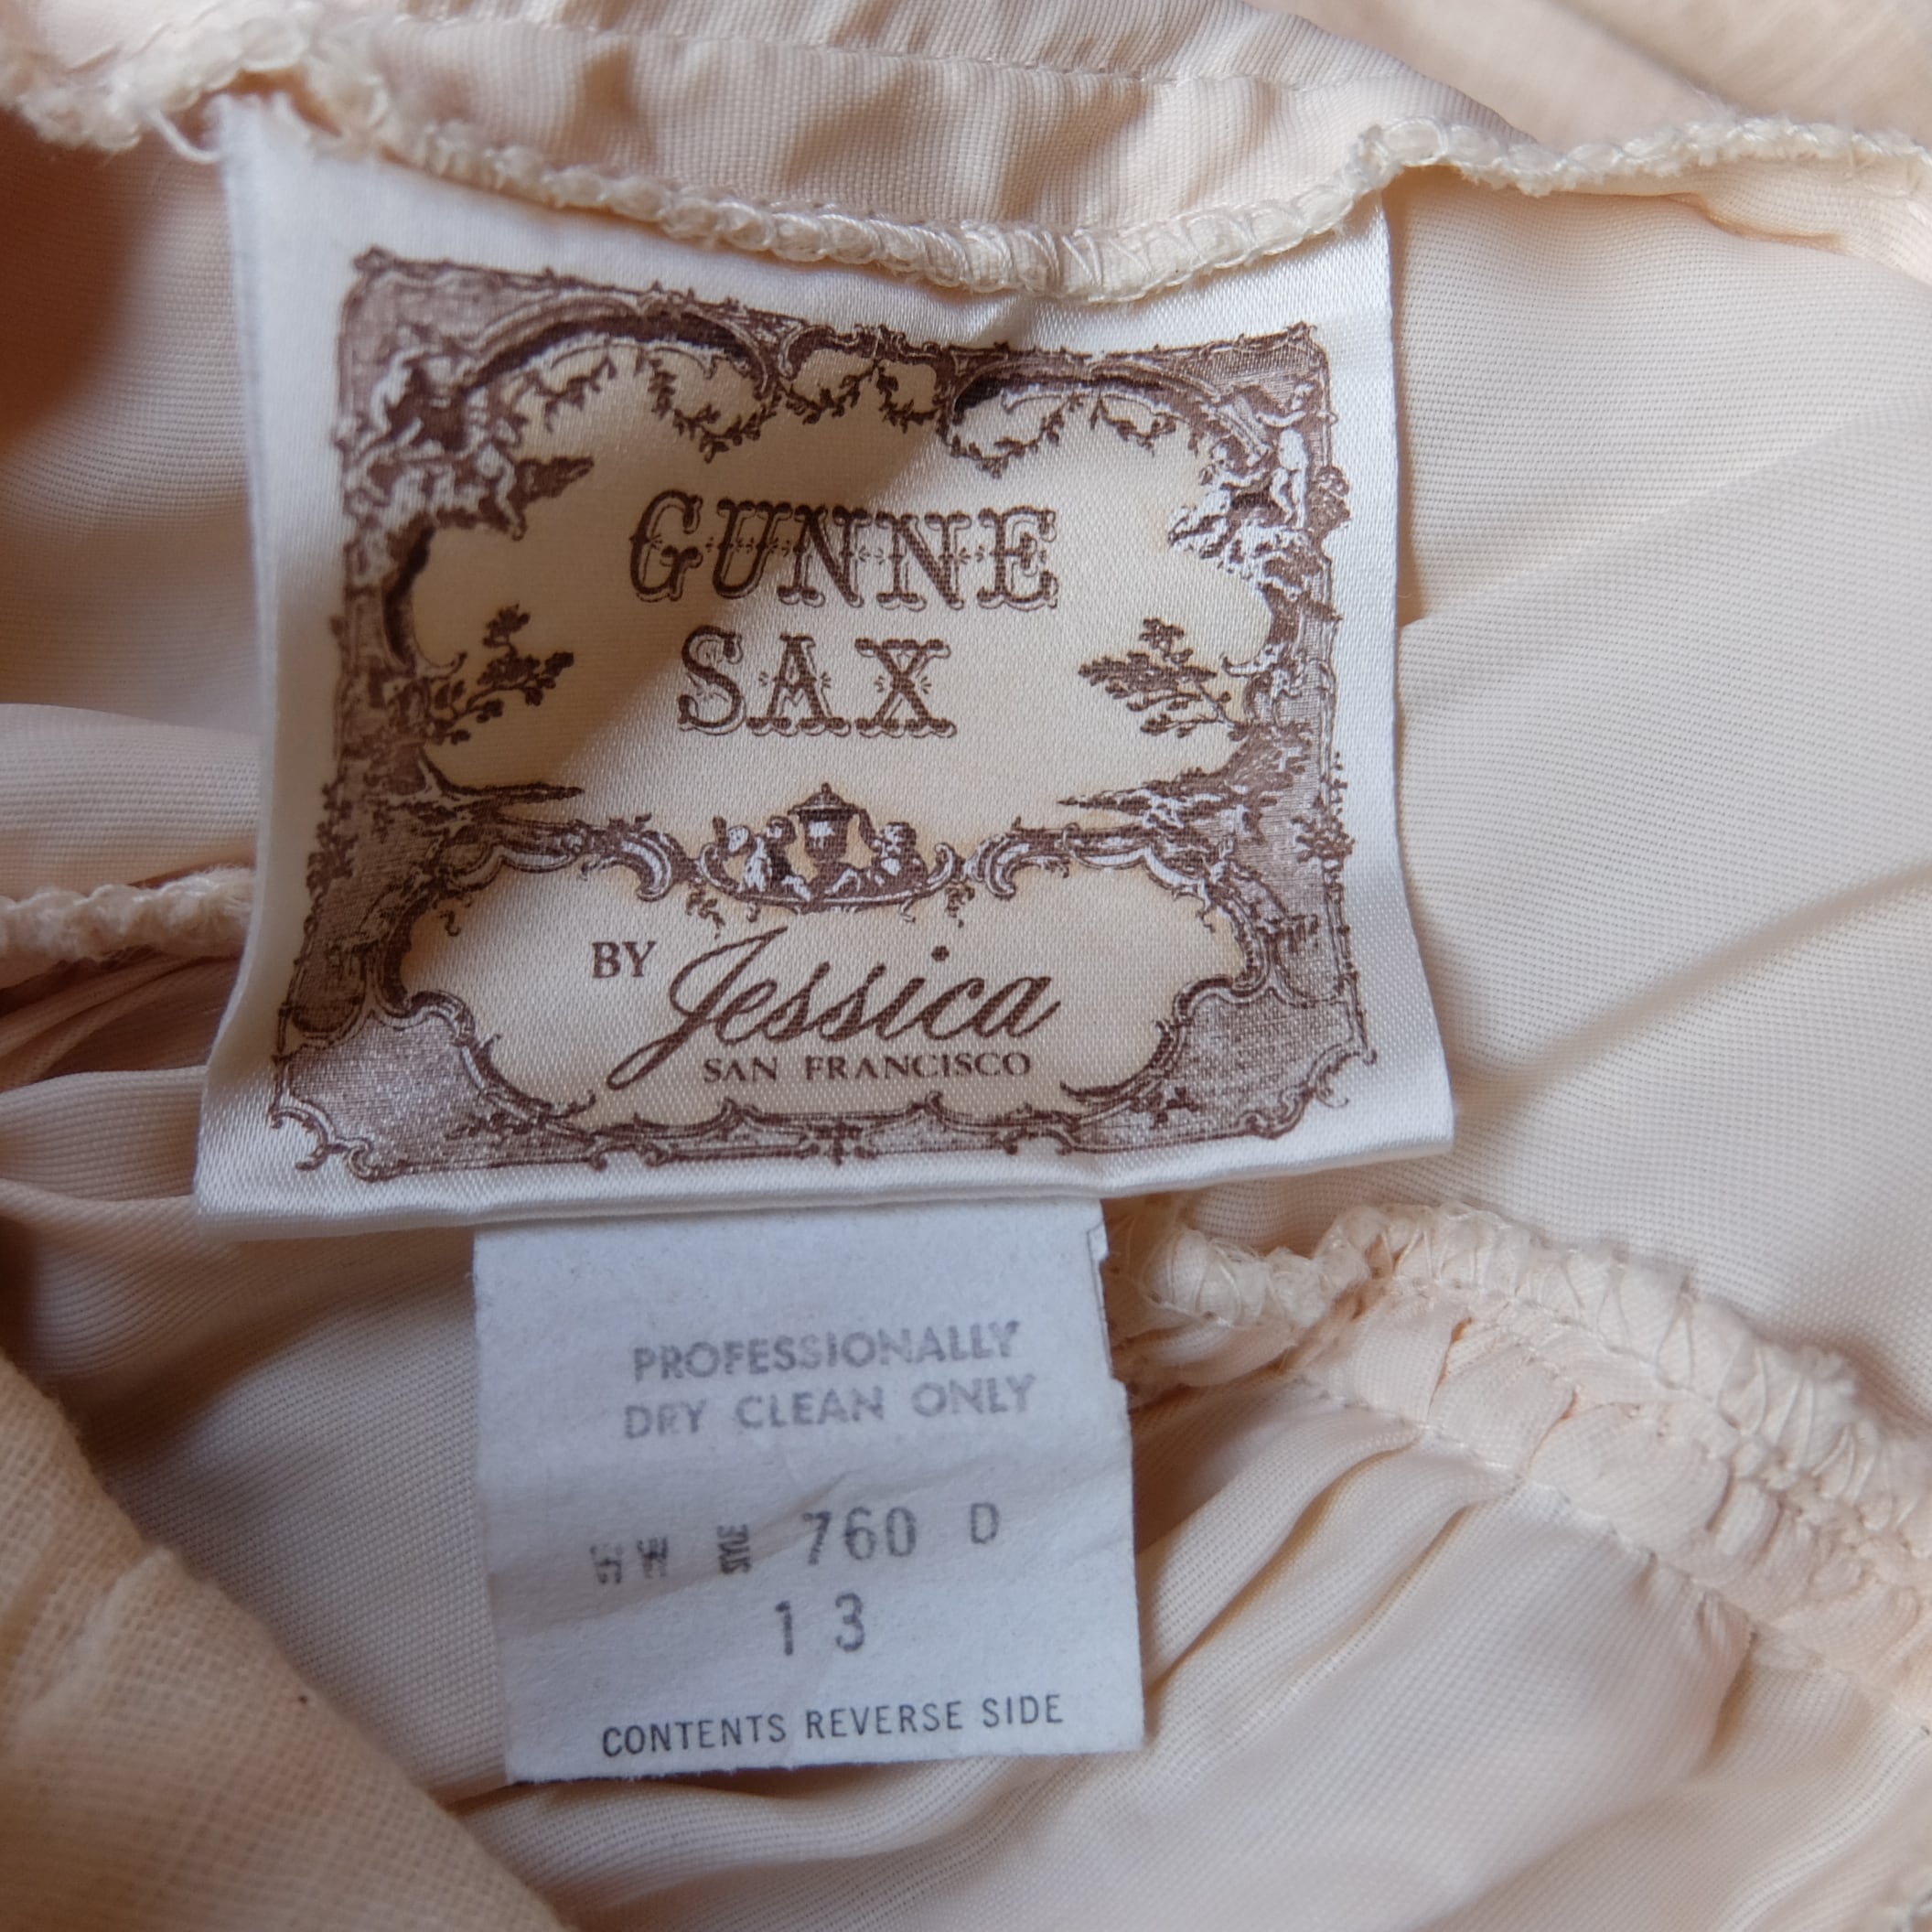 GUNNE
SAX
BY Jessica
SAN FRANCISCO
PROFESSIONALLY
DRY CLEAN ONLY
760 D
13
CONTENTS REVERSE SIDE